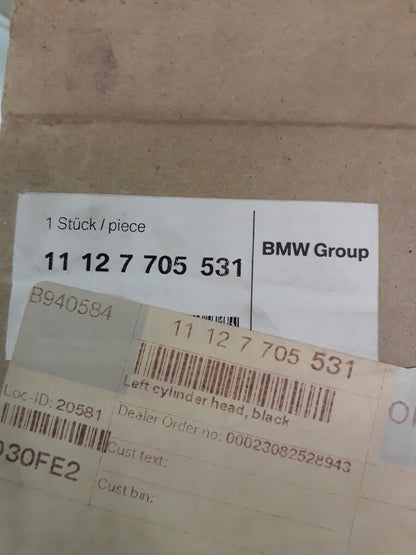 1 Stück / piece
11 12 7 705 531
BMW Group
B940584
11 12 7 705 531
Left cylinder head, black
Loc-ID: 20581
Dealer Order no: 00023082528943
Cust text:
Cust bin:
030FE2